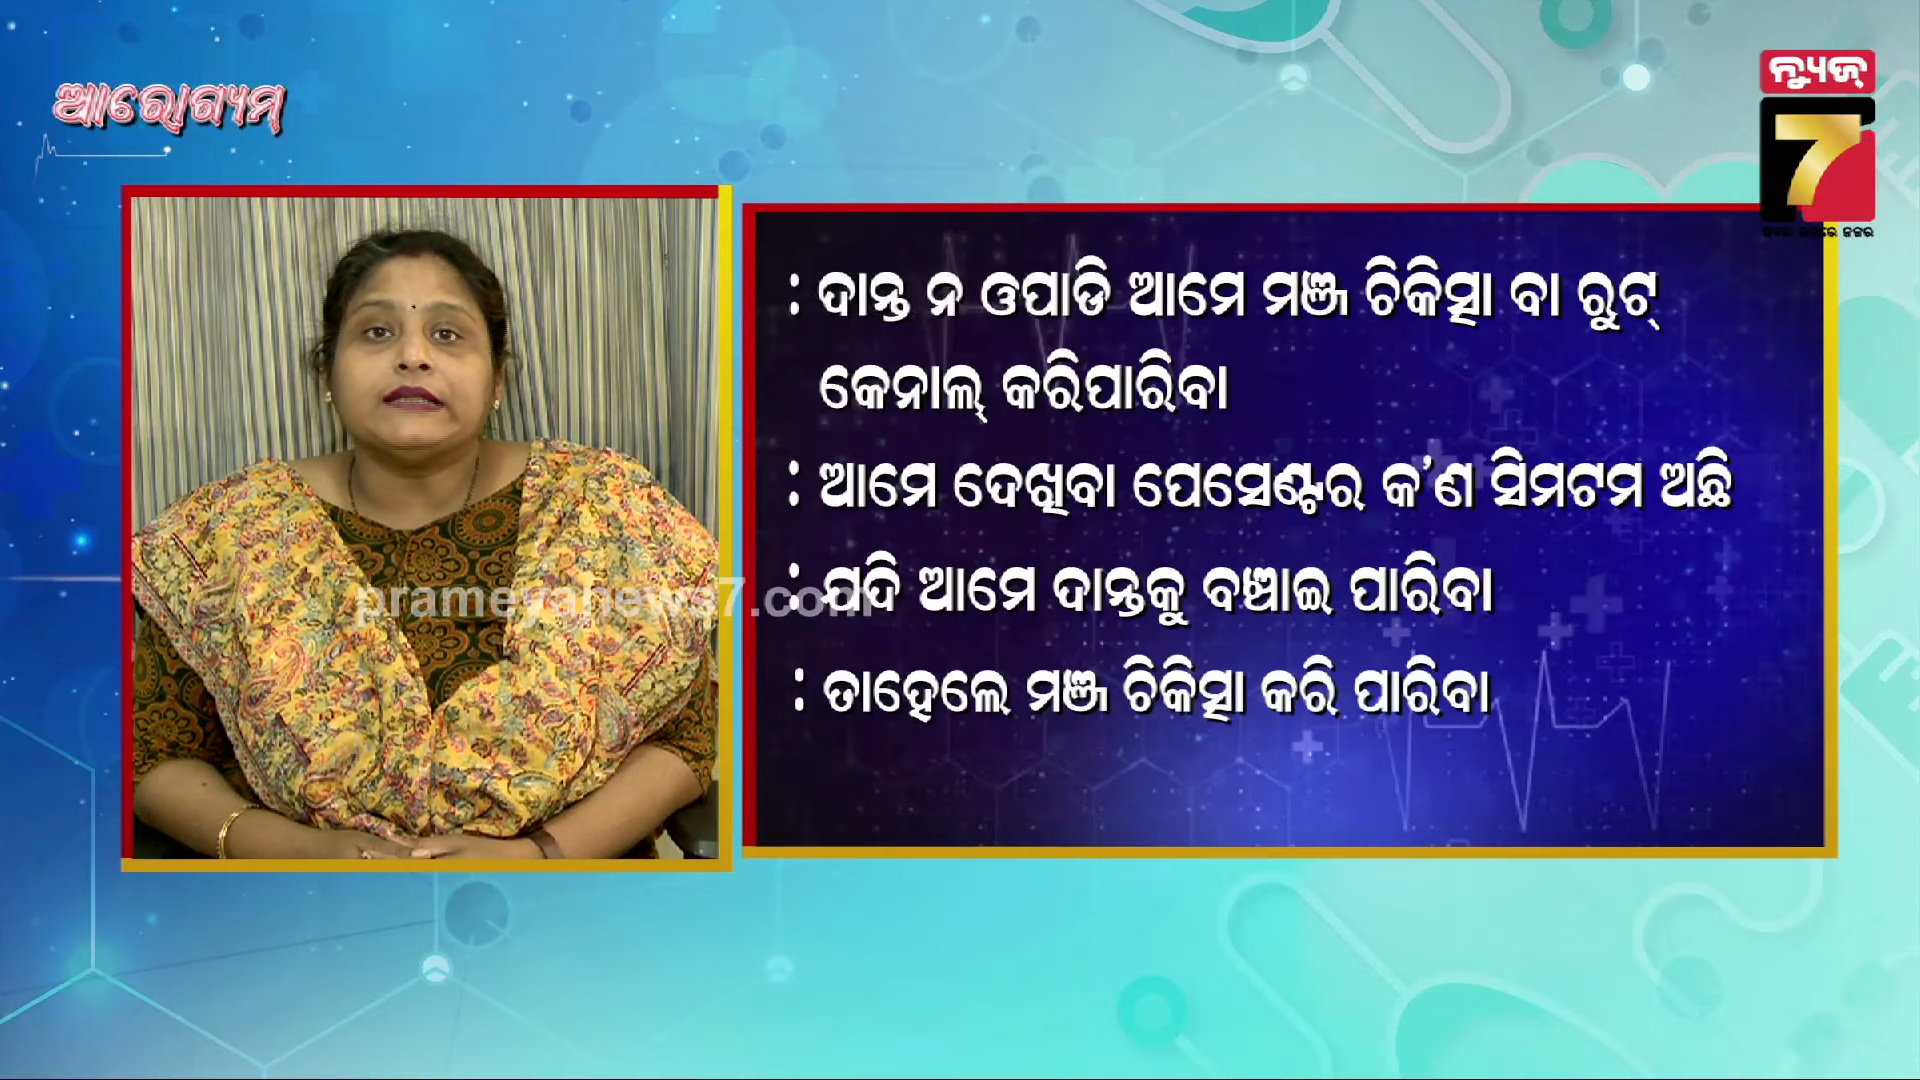 ଆରୋଗ୍ୟମ୍
ନ୍ୟୁଜ୍
7
: ଦାନ୍ତ ନ ଓପାଡି ଆମେ ମଞ୍ଜ ଚିକିତ୍ସା ବା ରୁଟ୍
କେନାଲ୍ କରିପାରିବା
: ଆମେ ଦେଖିବା ପେସେଣ୍ଟର କ'ଣ ସିମଟମ ଅଛି
: ଯଦି ଆମେ ଦାନ୍ତକୁ ବଞ୍ଚାଇ ପାରିବା
: ତାହେଲେ ମଞ୍ଜ ଚିକିତ୍ସା କରି ପାରିବା
prameyanews7.com